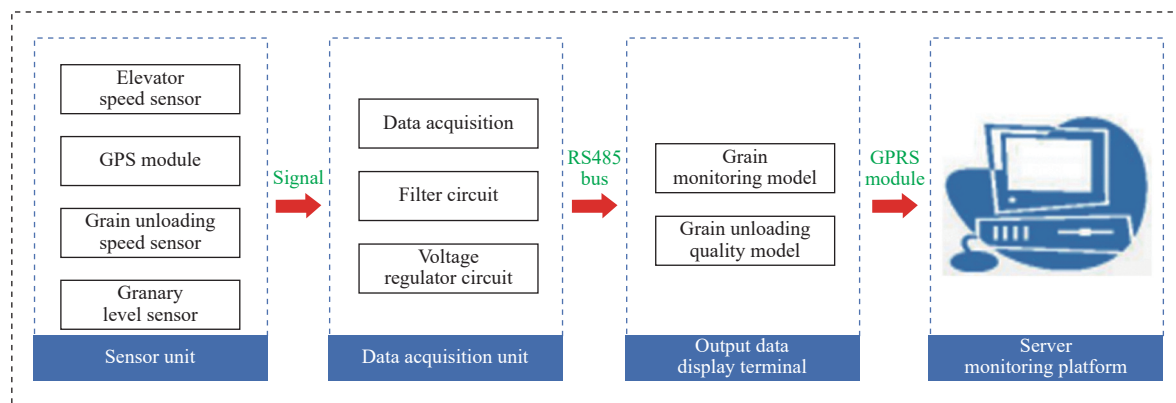 Elevator
speed sensor
GPS module
Grain unloading
speed sensor
Granary
level sensor
Sensor unit
Signal
Data acquisition
Filter circuit
Voltage
regulator circuit
Data acquisition unit
RS485
bus
Grain
monitoring model
Grain unloading
quality model
Output data
display terminal
GPRS
module
Server
monitoring platform